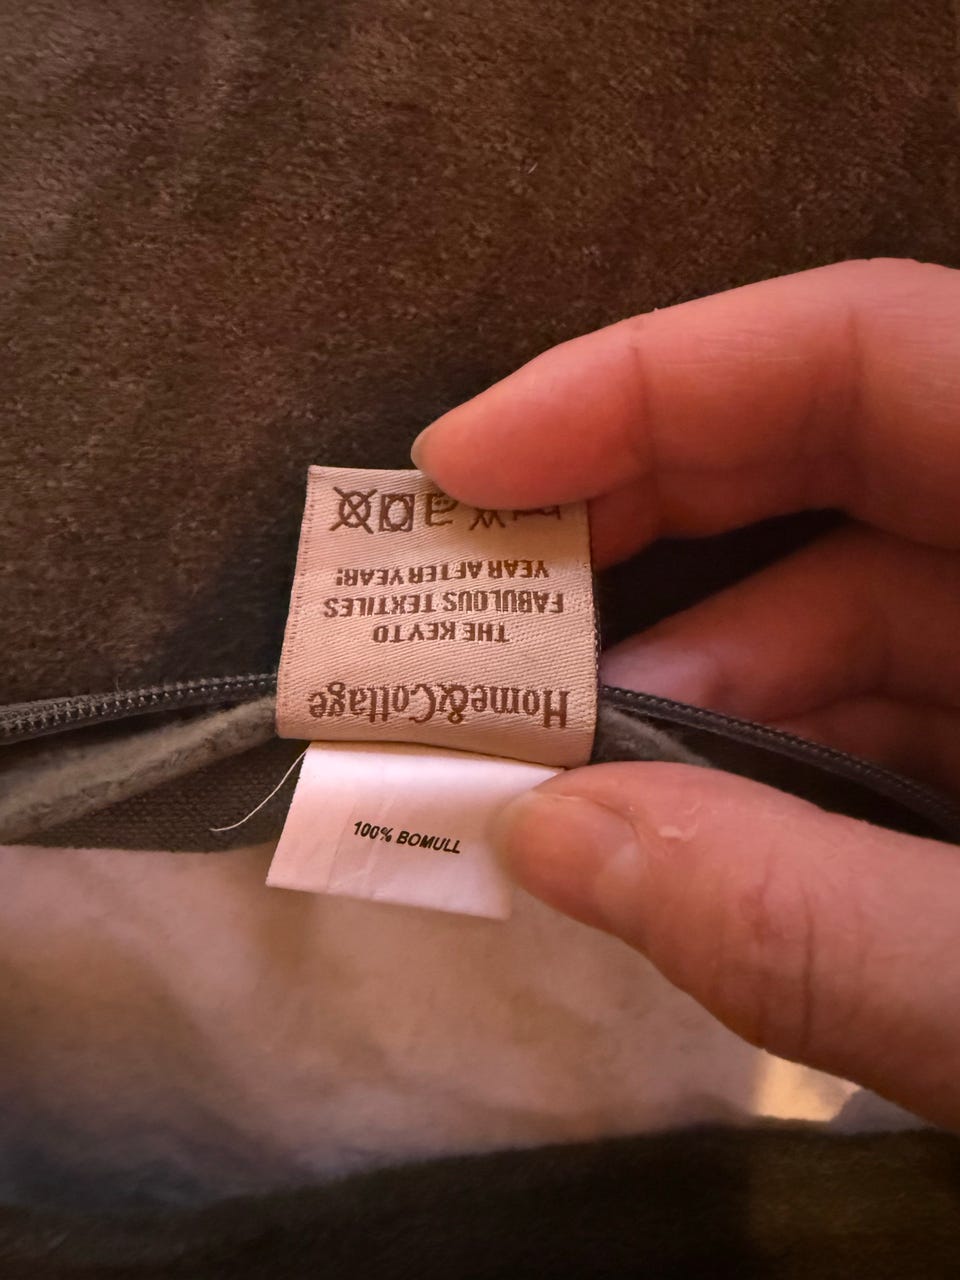 Home&Cottage
THE KEY TO
FABULOUS TEXTILES
YEAR AFTER YEAR!
100% BOMULL